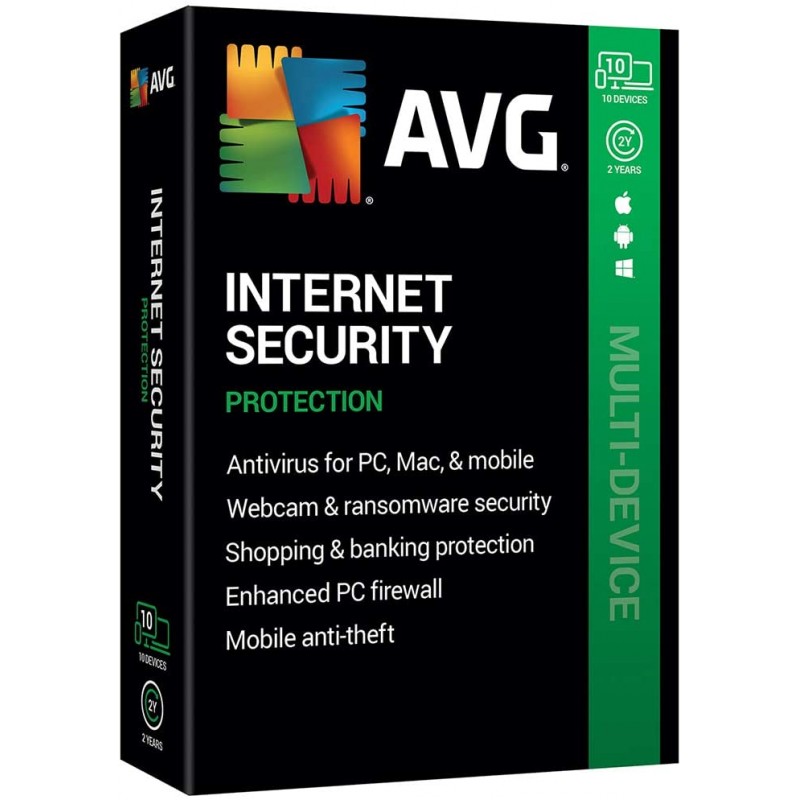 AVG
INTERNET SECURITY
PROTECTION
10
10 DEVICES
2Y
2 YEARS
AVG®
®
INTERNET
SECURITY
PROTECTION
Antivirus for PC, Mac, & mobile
Webcam & ransomware security
Shopping & banking protection
Enhanced PC firewall
Mobile anti-theft
10
10 DEVICES
2Y
2 YEARS
MULTI-DEVICE